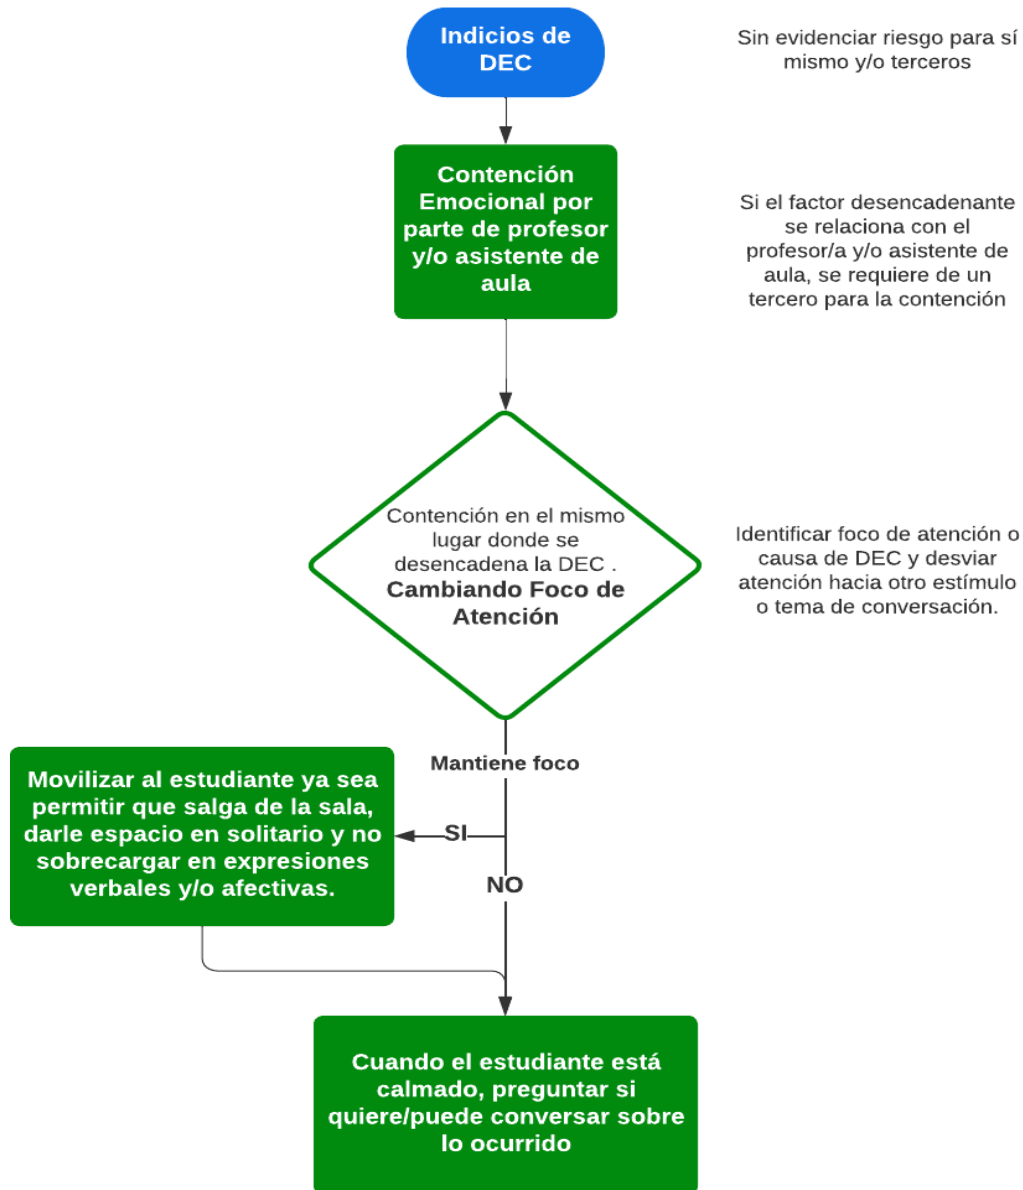 Indicios de
DEC
Sin evidenciar riesgo para sí
mismo y/o terceros
Contención
Emocional por
parte de profesor
y/o asistente de
aula
Si el factor desencadenante
se relaciona con el
profesor/a y/o asistente de
aula, se requiere de un
tercero para la contención
Contención en el mismo
lugar donde se
desencadena la DEC .
Cambiando Foco de
Atención
Identificar foco de atención o
causa de DEC y desviar
atención hacia otro estímulo
o tema de conversación.
Mantiene foco
Movilizar al estudiante ya sea
permitir que salga de la sala,
darle espacio en solitario y no
sobrecargar en expresiones
verbales y/o afectivas.
SI
NO
Cuando el estudiante está
calmado, preguntar si
quiere/puede conversar sobre
lo ocurrido